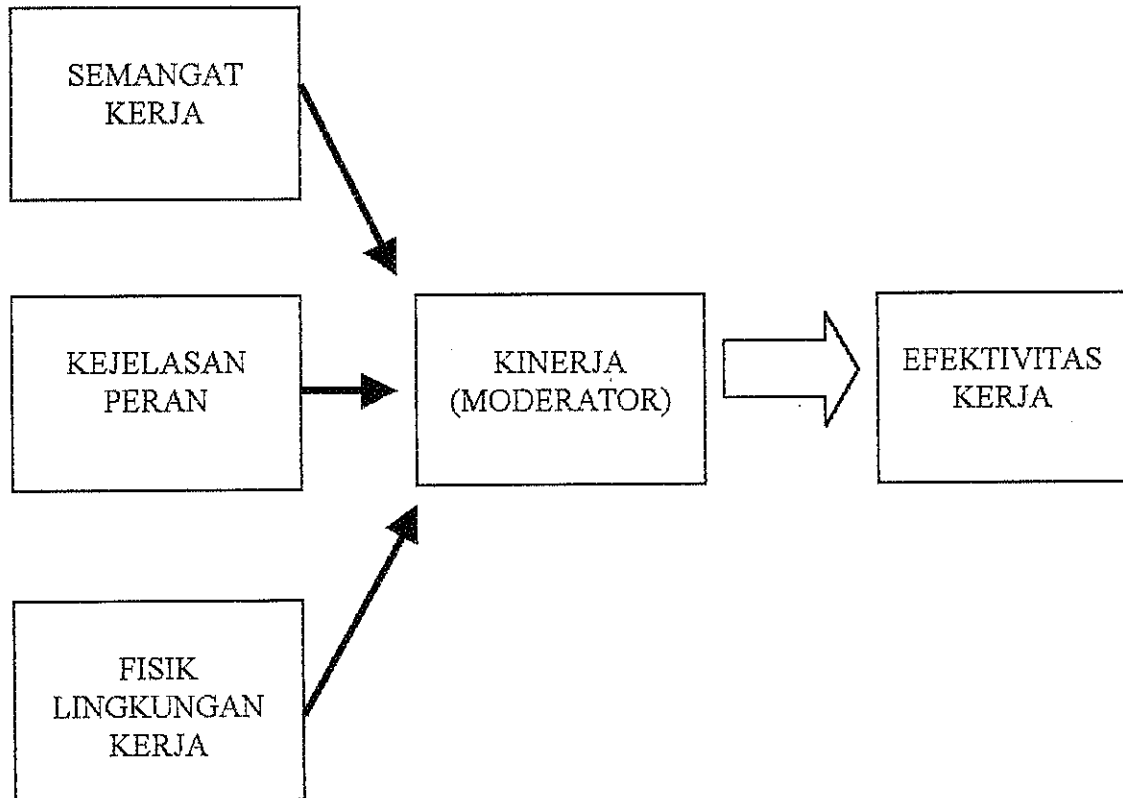 SEMANGAT
KERJA
KEJELASAN
PERAN
KINERJA
(MODERATOR)
EFEKTIVITAS
KERJA
FISIK
LINGKUNGAN
KERJA